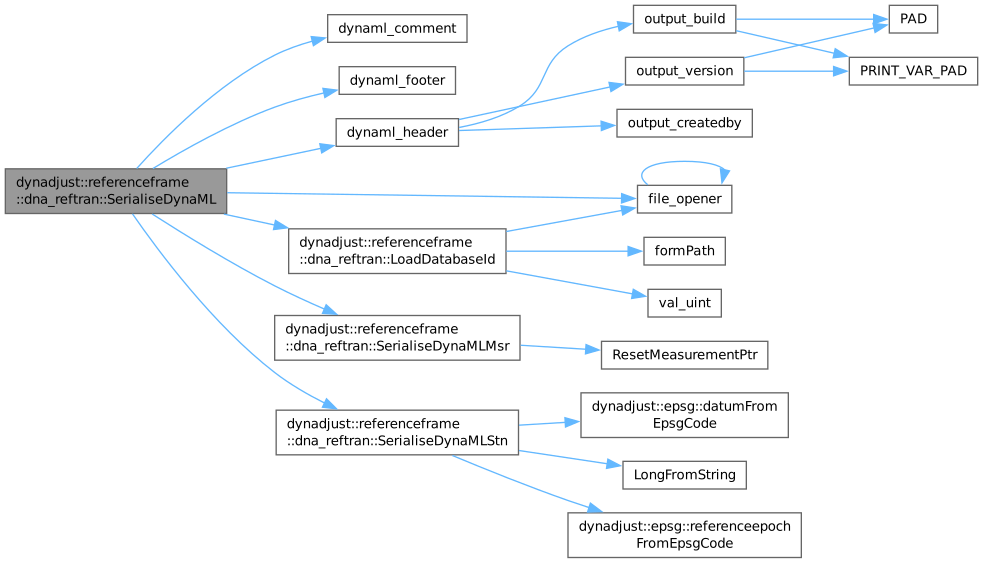 dynadjust::referenceframe
::dna_reftran::SerialiseDynaML
dynaml_comment
dynaml_footer
dynaml_header
output_build
output_version
output_createdby
PAD
PRINT_VAR_PAD
file_opener
dynadjust::referenceframe
::dna_reftran::LoadDatabaseId
formPath
val_uint
dynadjust::referenceframe
::dna_reftran::SerialiseDynaMLMsr
ResetMeasurementPtr
dynadjust::referenceframe
::dna_reftran::SerialiseDynaMLStn
dynadjust::epsg::datumFrom
EpsgCode
LongFromString
dynadjust::epsg::referenceepoch
FromEpsgCode